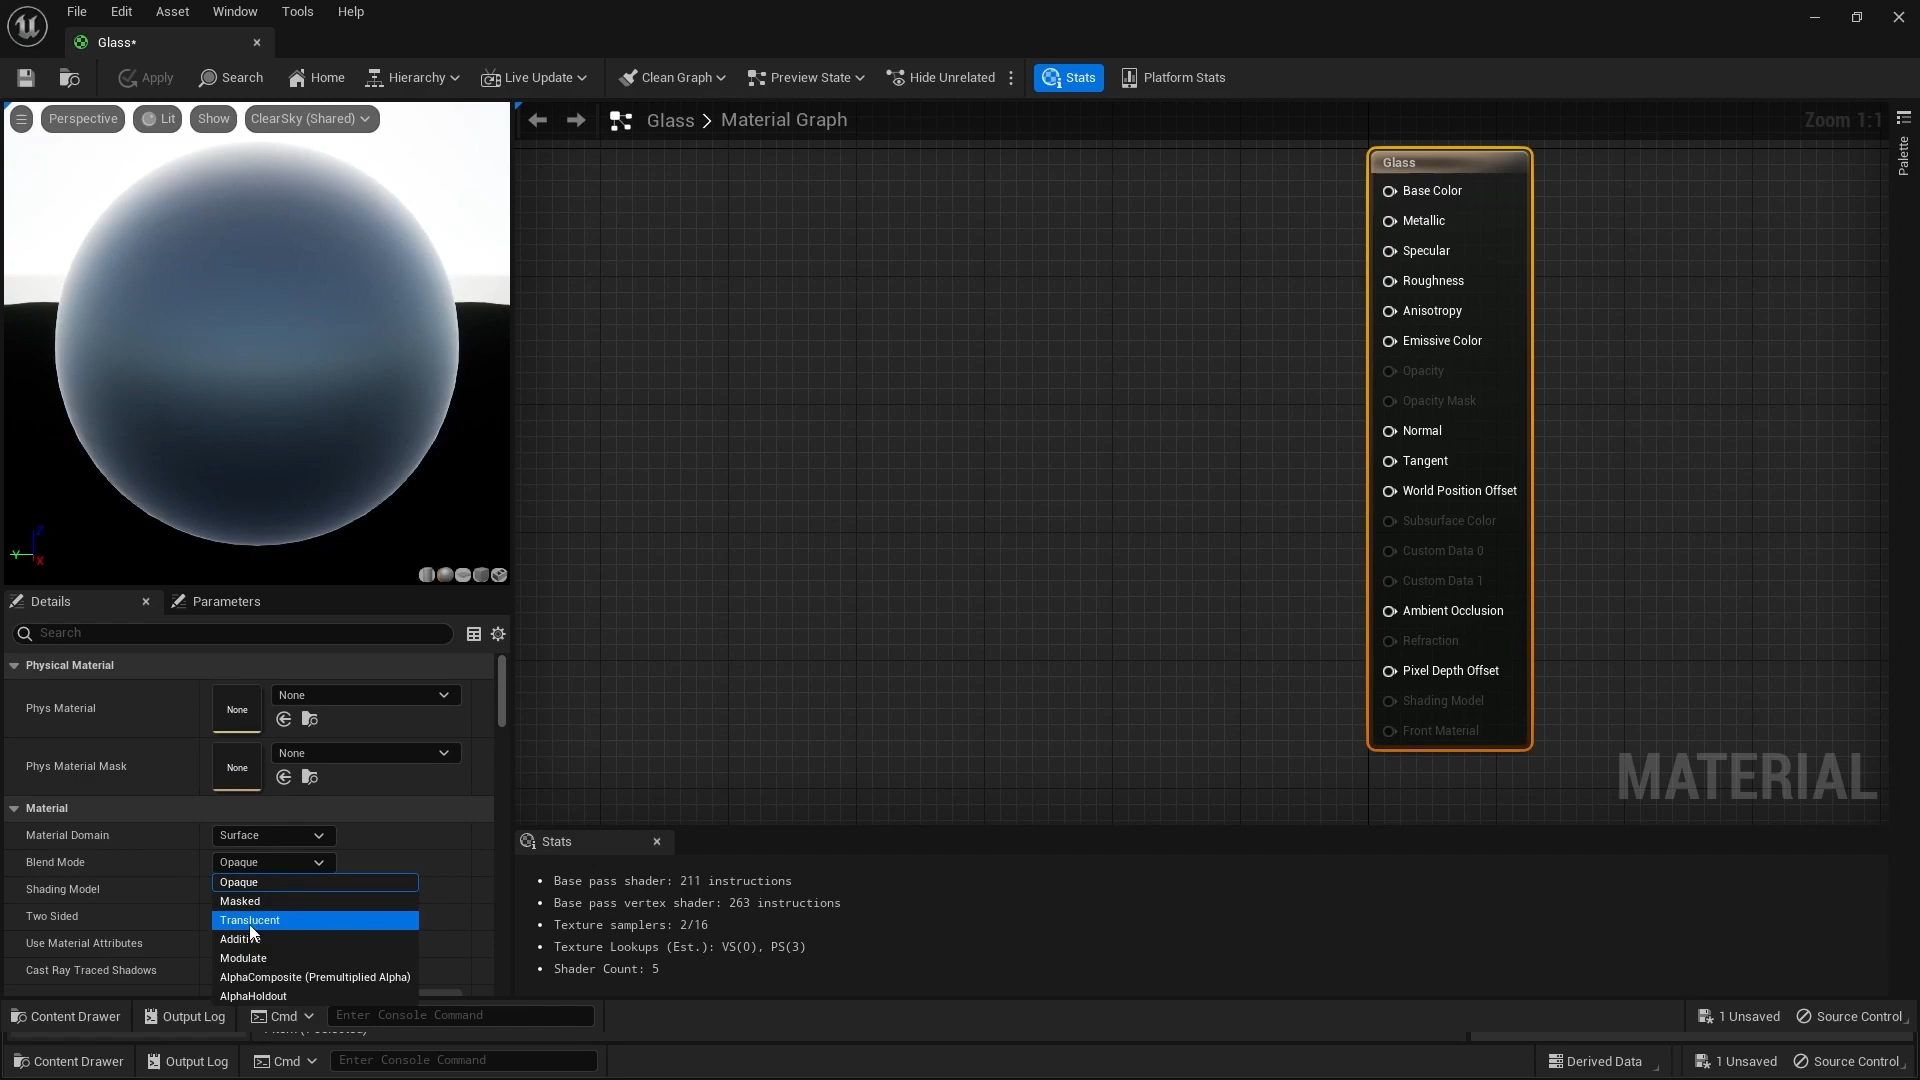 File Edit Asset Window Tools Help
Glass*
Apply Search Home Hierarchy Live Update Clean Graph Preview State Hide Unrelated Stats Platform Stats
Perspective Lit Show ClearSky (Shared)
Glass > Material Graph
Zoom 1:1
Palette
Glass
Base Color
Metallic
Specular
Roughness
Anisotropy
Emissive Color
Opacity
Opacity Mask
Normal
Tangent
World Position Offset
Subsurface Color
Custom Data 0
Custom Data 1
Ambient Occlusion
Refraction
Pixel Depth Offset
Shading Model
Front Material
MATERIAL
Z
Y
X
Details Parameters
Search
Physical Material
Phys Material None None
Phys Material Mask None None
Material
Material Domain Surface
Blend Mode Opaque
Shading Model
Two Sided
Use Material Attributes
Cast Ray Traced Shadows
Opaque
Masked
Translucent
Additive
Modulate
AlphaComposite (Premultiplied Alpha)
AlphaHoldout
Stats
• Base pass shader: 211 instructions
• Base pass vertex shader: 263 instructions
• Texture samplers: 2/16
• Texture Lookups (Est.): VS(0), PS(3)
• Shader Count: 5
Content Drawer Output Log Cmd Enter Console Command 1 Unsaved Source Control
Content Drawer Output Log Cmd Enter Console Command Derived Data 1 Unsaved Source Control